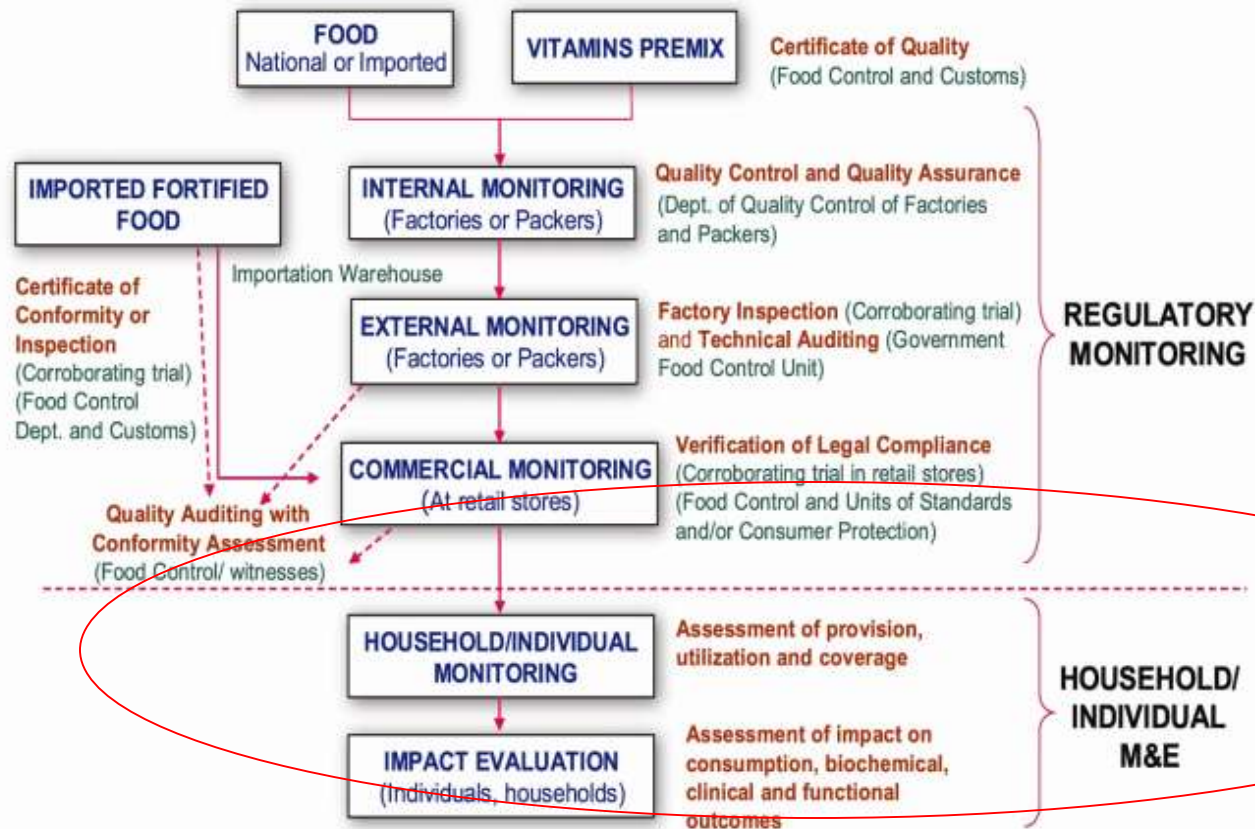 FOOD
National or Imported
VITAMINS PREMIX
Certificate of Quality
(Food Control and Customs)
IMPORTED FORTIFIED
FOOD
INTERNAL MONITORING
(Factories or Packers)
Quality Control and Quality Assurance
(Dept. of Quality Control of Factories
and Packers)
Importation Warehouse
Certificate of
Conformity or
Inspection
(Corroborating trial)
(Food Control
Dept. and Customs)
EXTERNAL MONITORING
(Factories or Packers)
Factory Inspection (Corroborating trial)
and Technical Auditing (Government
Food Control Unit)
REGULATORY
MONITORING
COMMERCIAL MONITORING
(At retail stores)
Verification of Legal Compliance
(Corroborating trial in retail stores)
(Food Control and Units of Standards
and/or Consumer Protection)
Quality Auditing with
Conformity Assessment
(Food Control/ witnesses)
HOUSEHOLD/INDIVIDUAL
MONITORING
Assessment of provision,
utilization and coverage
HOUSEHOLD/
INDIVIDUAL
M&E
IMPACT EVALUATION
(Individuals, households)
Assessment of impact on
consumption, biochemical,
clinical and functional
outcomes